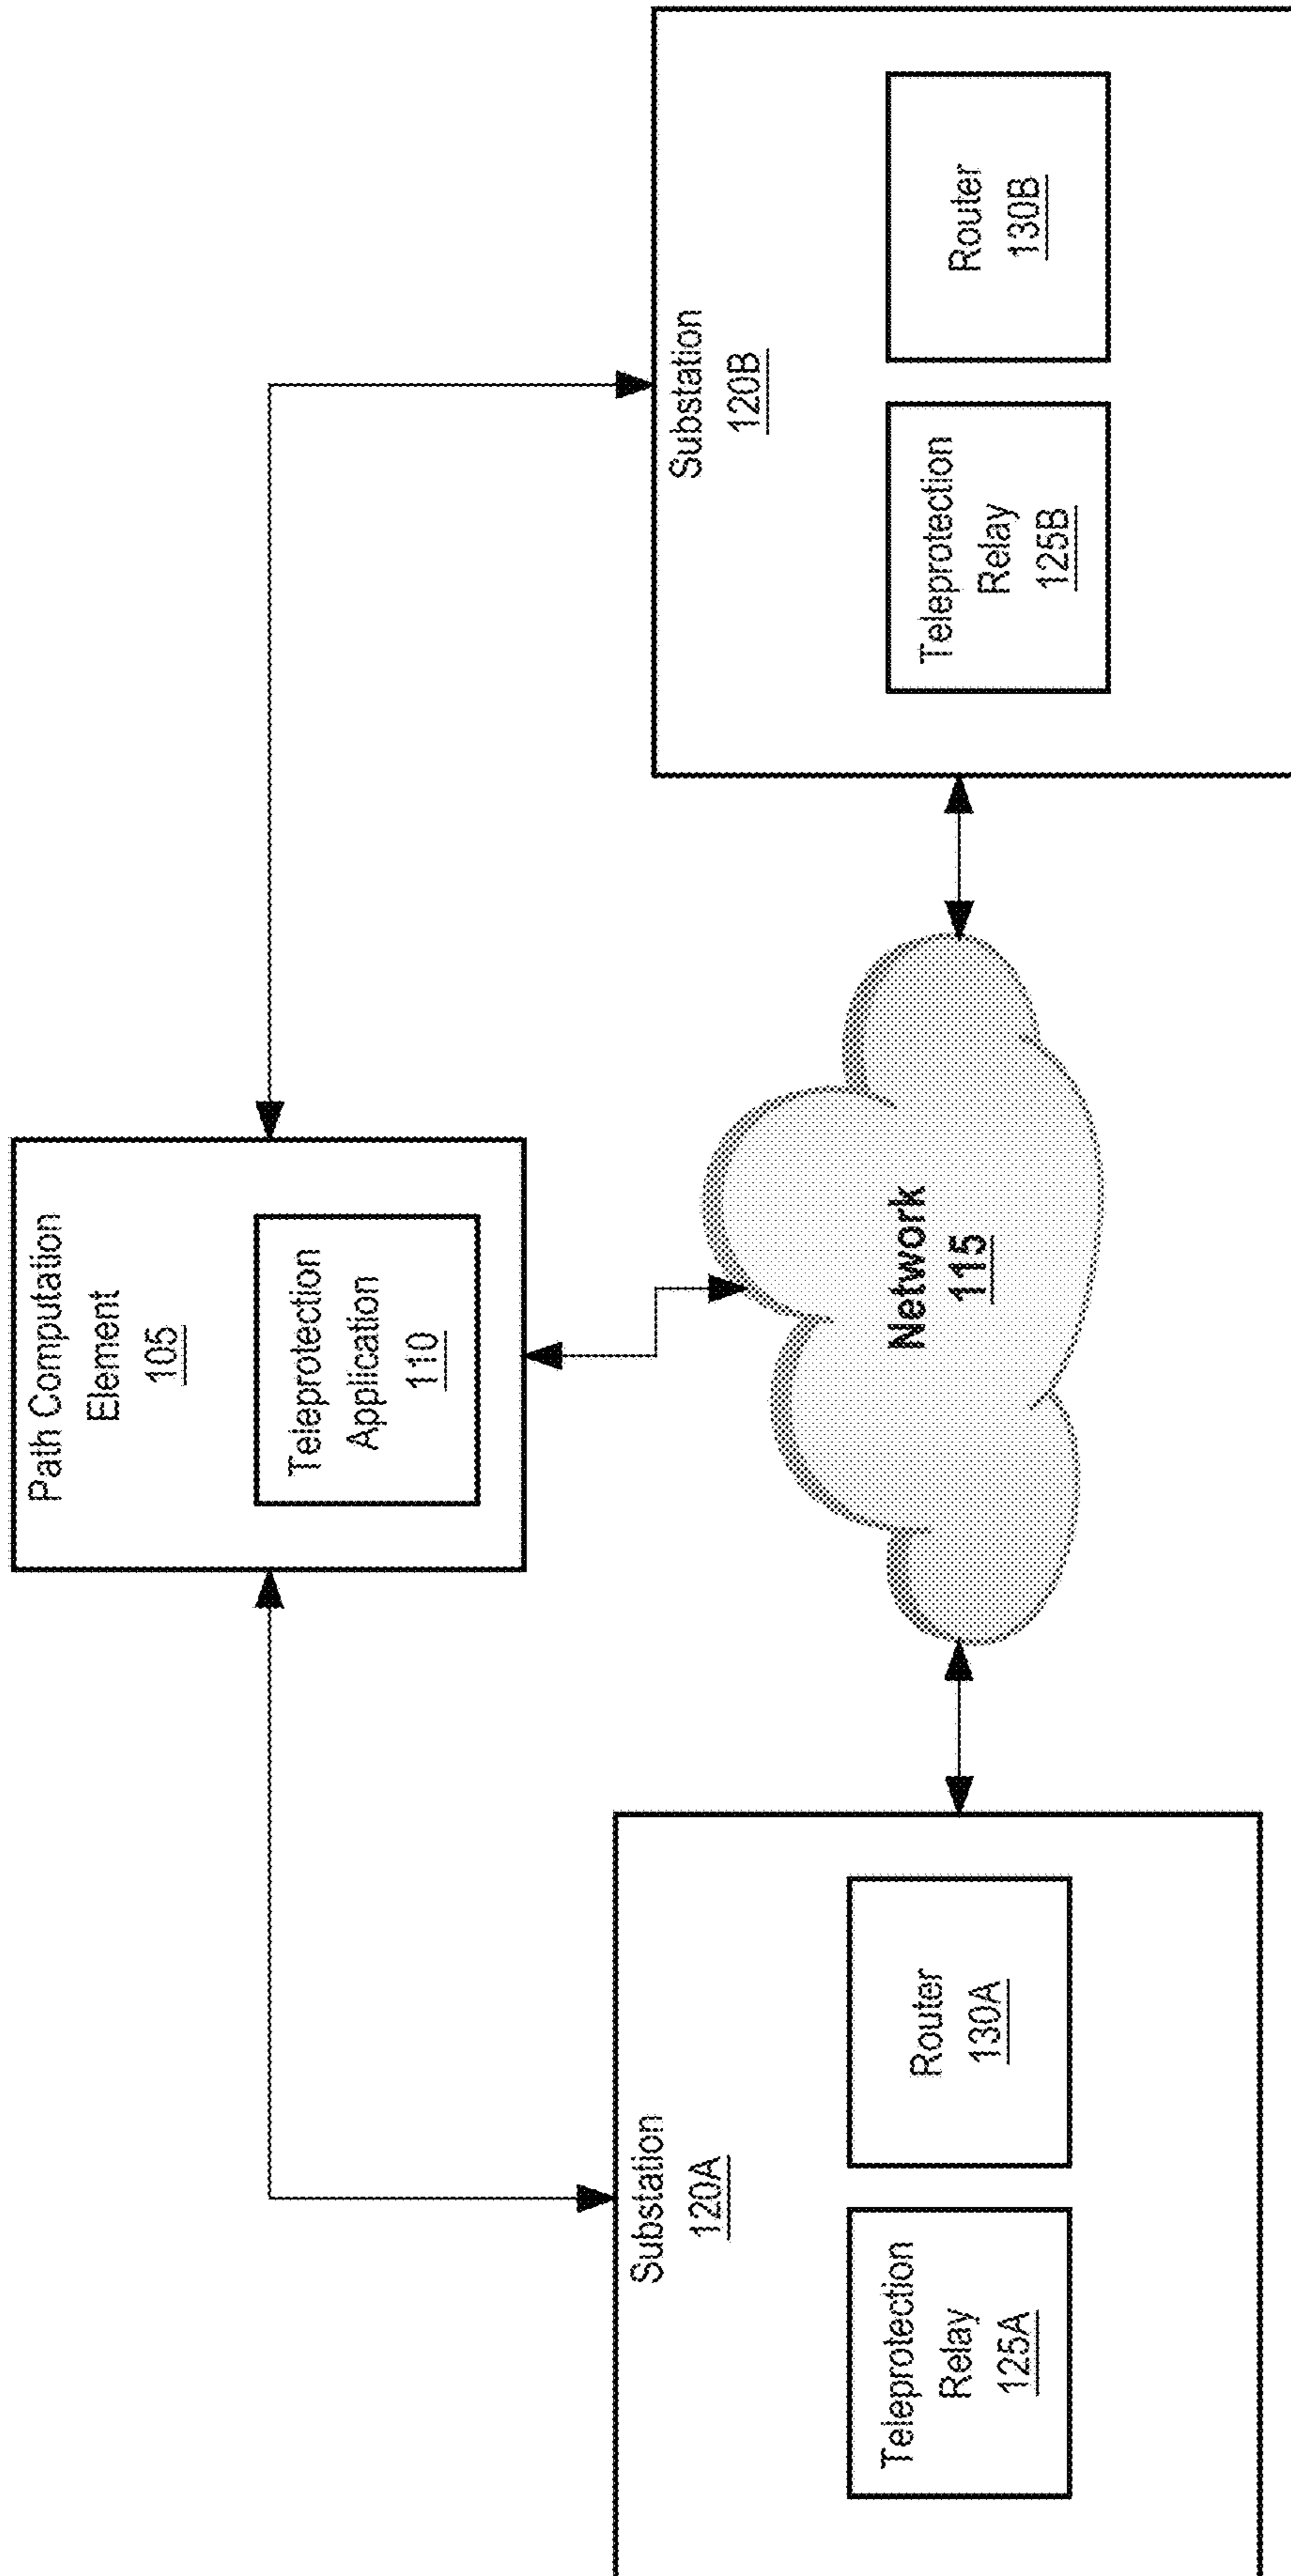 Path Computation
Element
105
Teleprotection
Application
110
Network
115
Substation
120A
Teleprotection
Relay
125A
Router
130A
Substation
120B
Teleprotection
Relay
125B
Router
130B